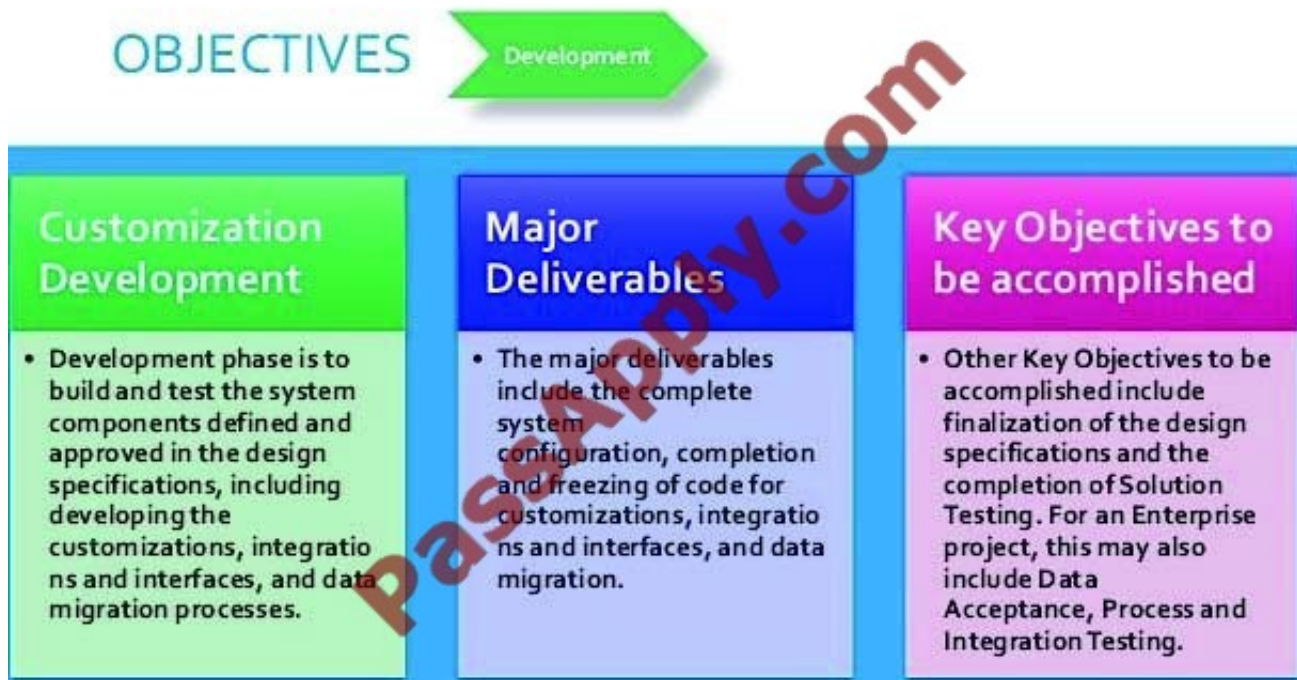 OBJECTIVES
Development
Customization
Development
• Development phase is to
build and test the system
components defined and
approved in the design
specifications, including
developing the
customizations, integratio
ns and interfaces, and data
migration processes.
Major
Deliverables
• The major deliverables
include the complete
system
configuration, completion
and freezing of code for
customizations, integratio
ns and interfaces, and data
migration.
Key Objectives to
be accomplished
• Other Key Objectives to be
accomplished include
finalization of the design
specifications and the
completion of Solution
Testing. For an Enterprise
project, this may also
include Data
Acceptance, Process and
Integration Testing.
PassApply.com